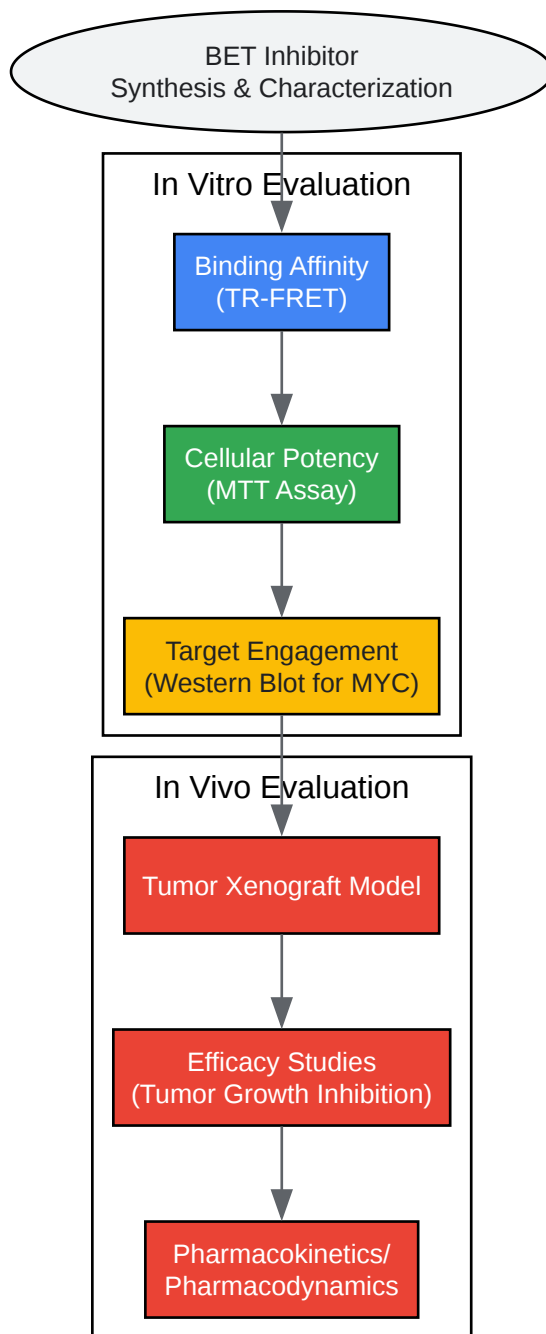 BET Inhibitor
Synthesis & Characterization
In Vitro Evaluation
Binding Affinity
(TR-FRET)
Cellular Potency
(MTT Assay)
Target Engagement
(Western Blot for MYC)
In Vivo Evaluation
Tumor Xenograft Model
Efficacy Studies
(Tumor Growth Inhibition)
Pharmacokinetics/
Pharmacodynamics